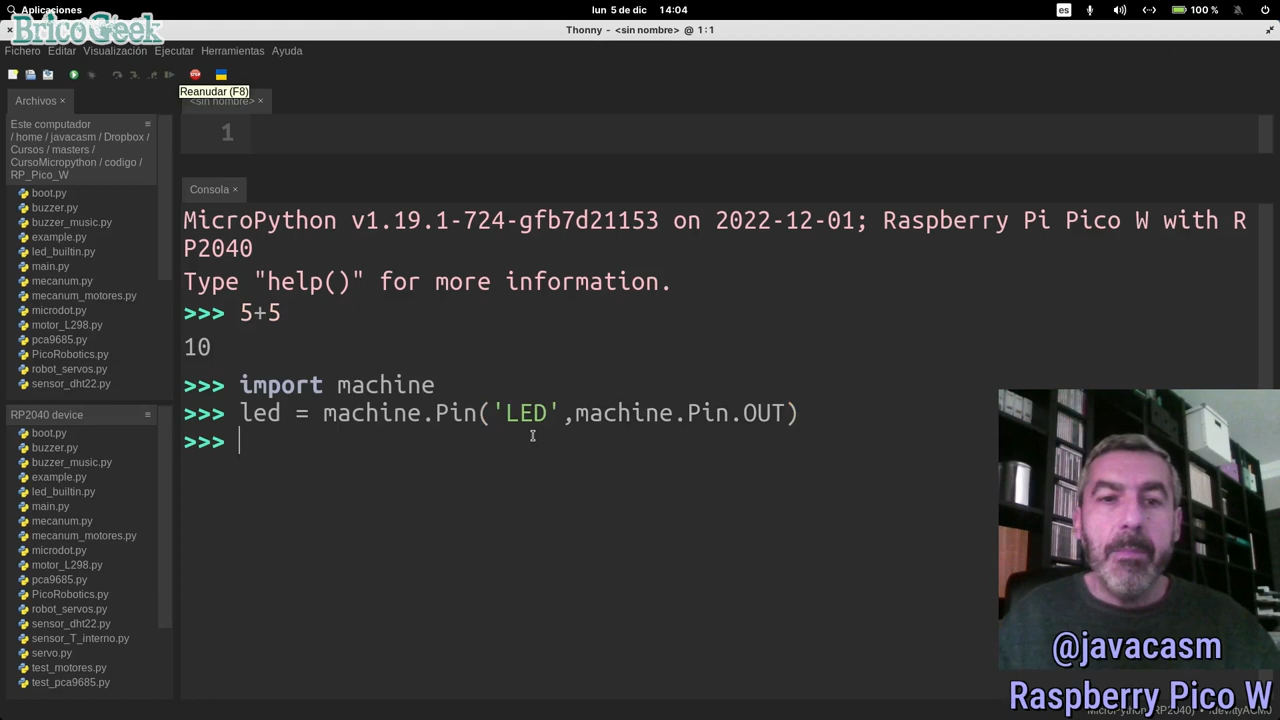 Aplicaciones
lun 5 de dic 14:04
es
100 %
BricoGeek
Thonny - <sin nombre> @ 1:1
Fichero Editar Visualización Ejecutar Herramientas Ayuda
Reanudar (F8)
Archivos ×
<sin nombre> ×
Este computador
/ home / javacasm / Dropbox /
Cursos / masters /
CursoMicropython / codigo /
RP_Pico_W
boot.py
buzzer.py
buzzer_music.py
example.py
led_builtin.py
main.py
mecanum.py
mecanum_motores.py
microdot.py
motor_L298.py
pca9685.py
PicoRobotics.py
robot_servos.py
sensor_dht22.py
RP2040 device
boot.py
buzzer.py
buzzer_music.py
example.py
led_builtin.py
main.py
mecanum.py
mecanum_motores.py
microdot.py
motor_L298.py
pca9685.py
PicoRobotics.py
robot_servos.py
sensor_dht22.py
sensor_T_interno.py
servo.py
test_motores.py
test_pca9685.py
1
Consola ×
MicroPython v1.19.1-724-gfb7d21153 on 2022-12-01; Raspberry Pi Pico W with R
P2040
Type "help()" for more information.
>>> 5+5
10
>>> import machine
>>> led = machine.Pin('LED',machine.Pin.OUT)
>>>
@javacasm
Raspberry Pico W